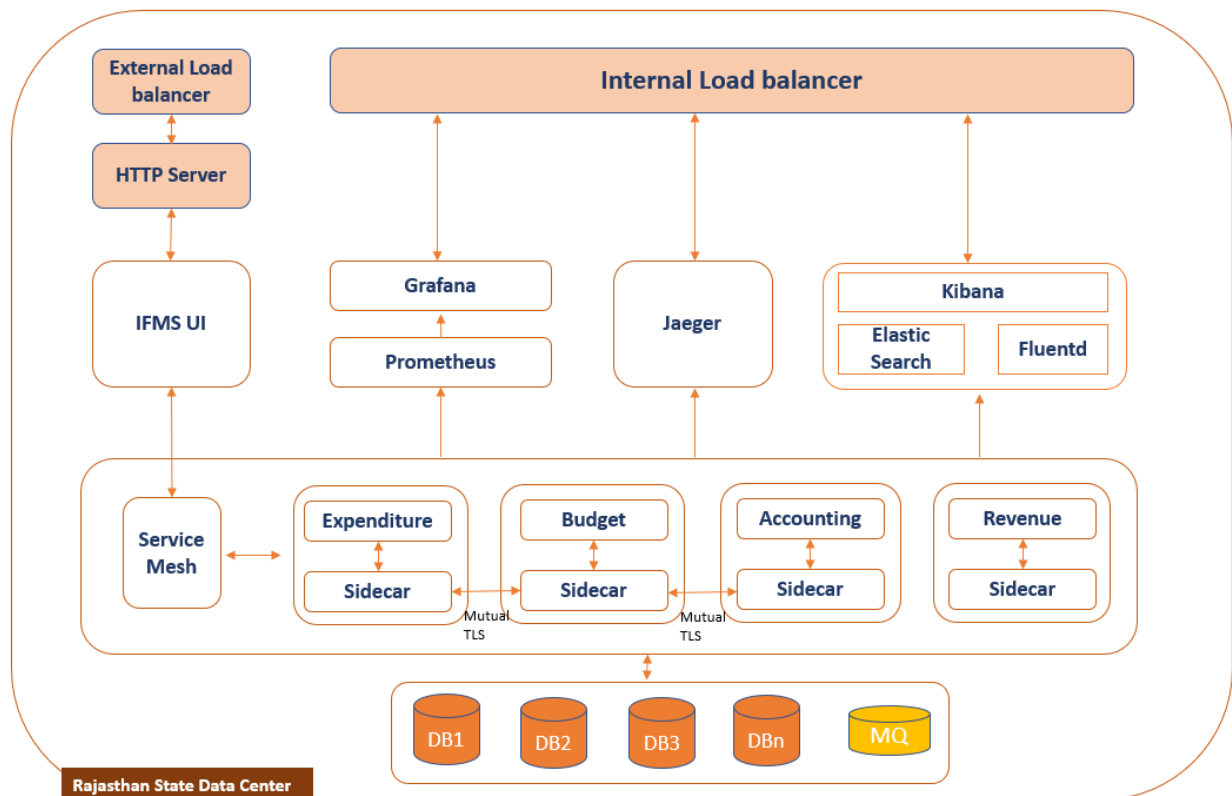 External Load
balancer
Internal Load balancer
HTTP Server
IFMS UI
Grafana
Prometheus
Jaeger
Kibana
Elastic
Search
Fluentd
Service
Mesh
Expenditure
Sidecar
Budget
Sidecar
Accounting
Sidecar
Revenue
Sidecar
Mutual
TLS
Mutual
TLS
DB1
DB2
DB3
DBn
MQ
Rajasthan State Data Center